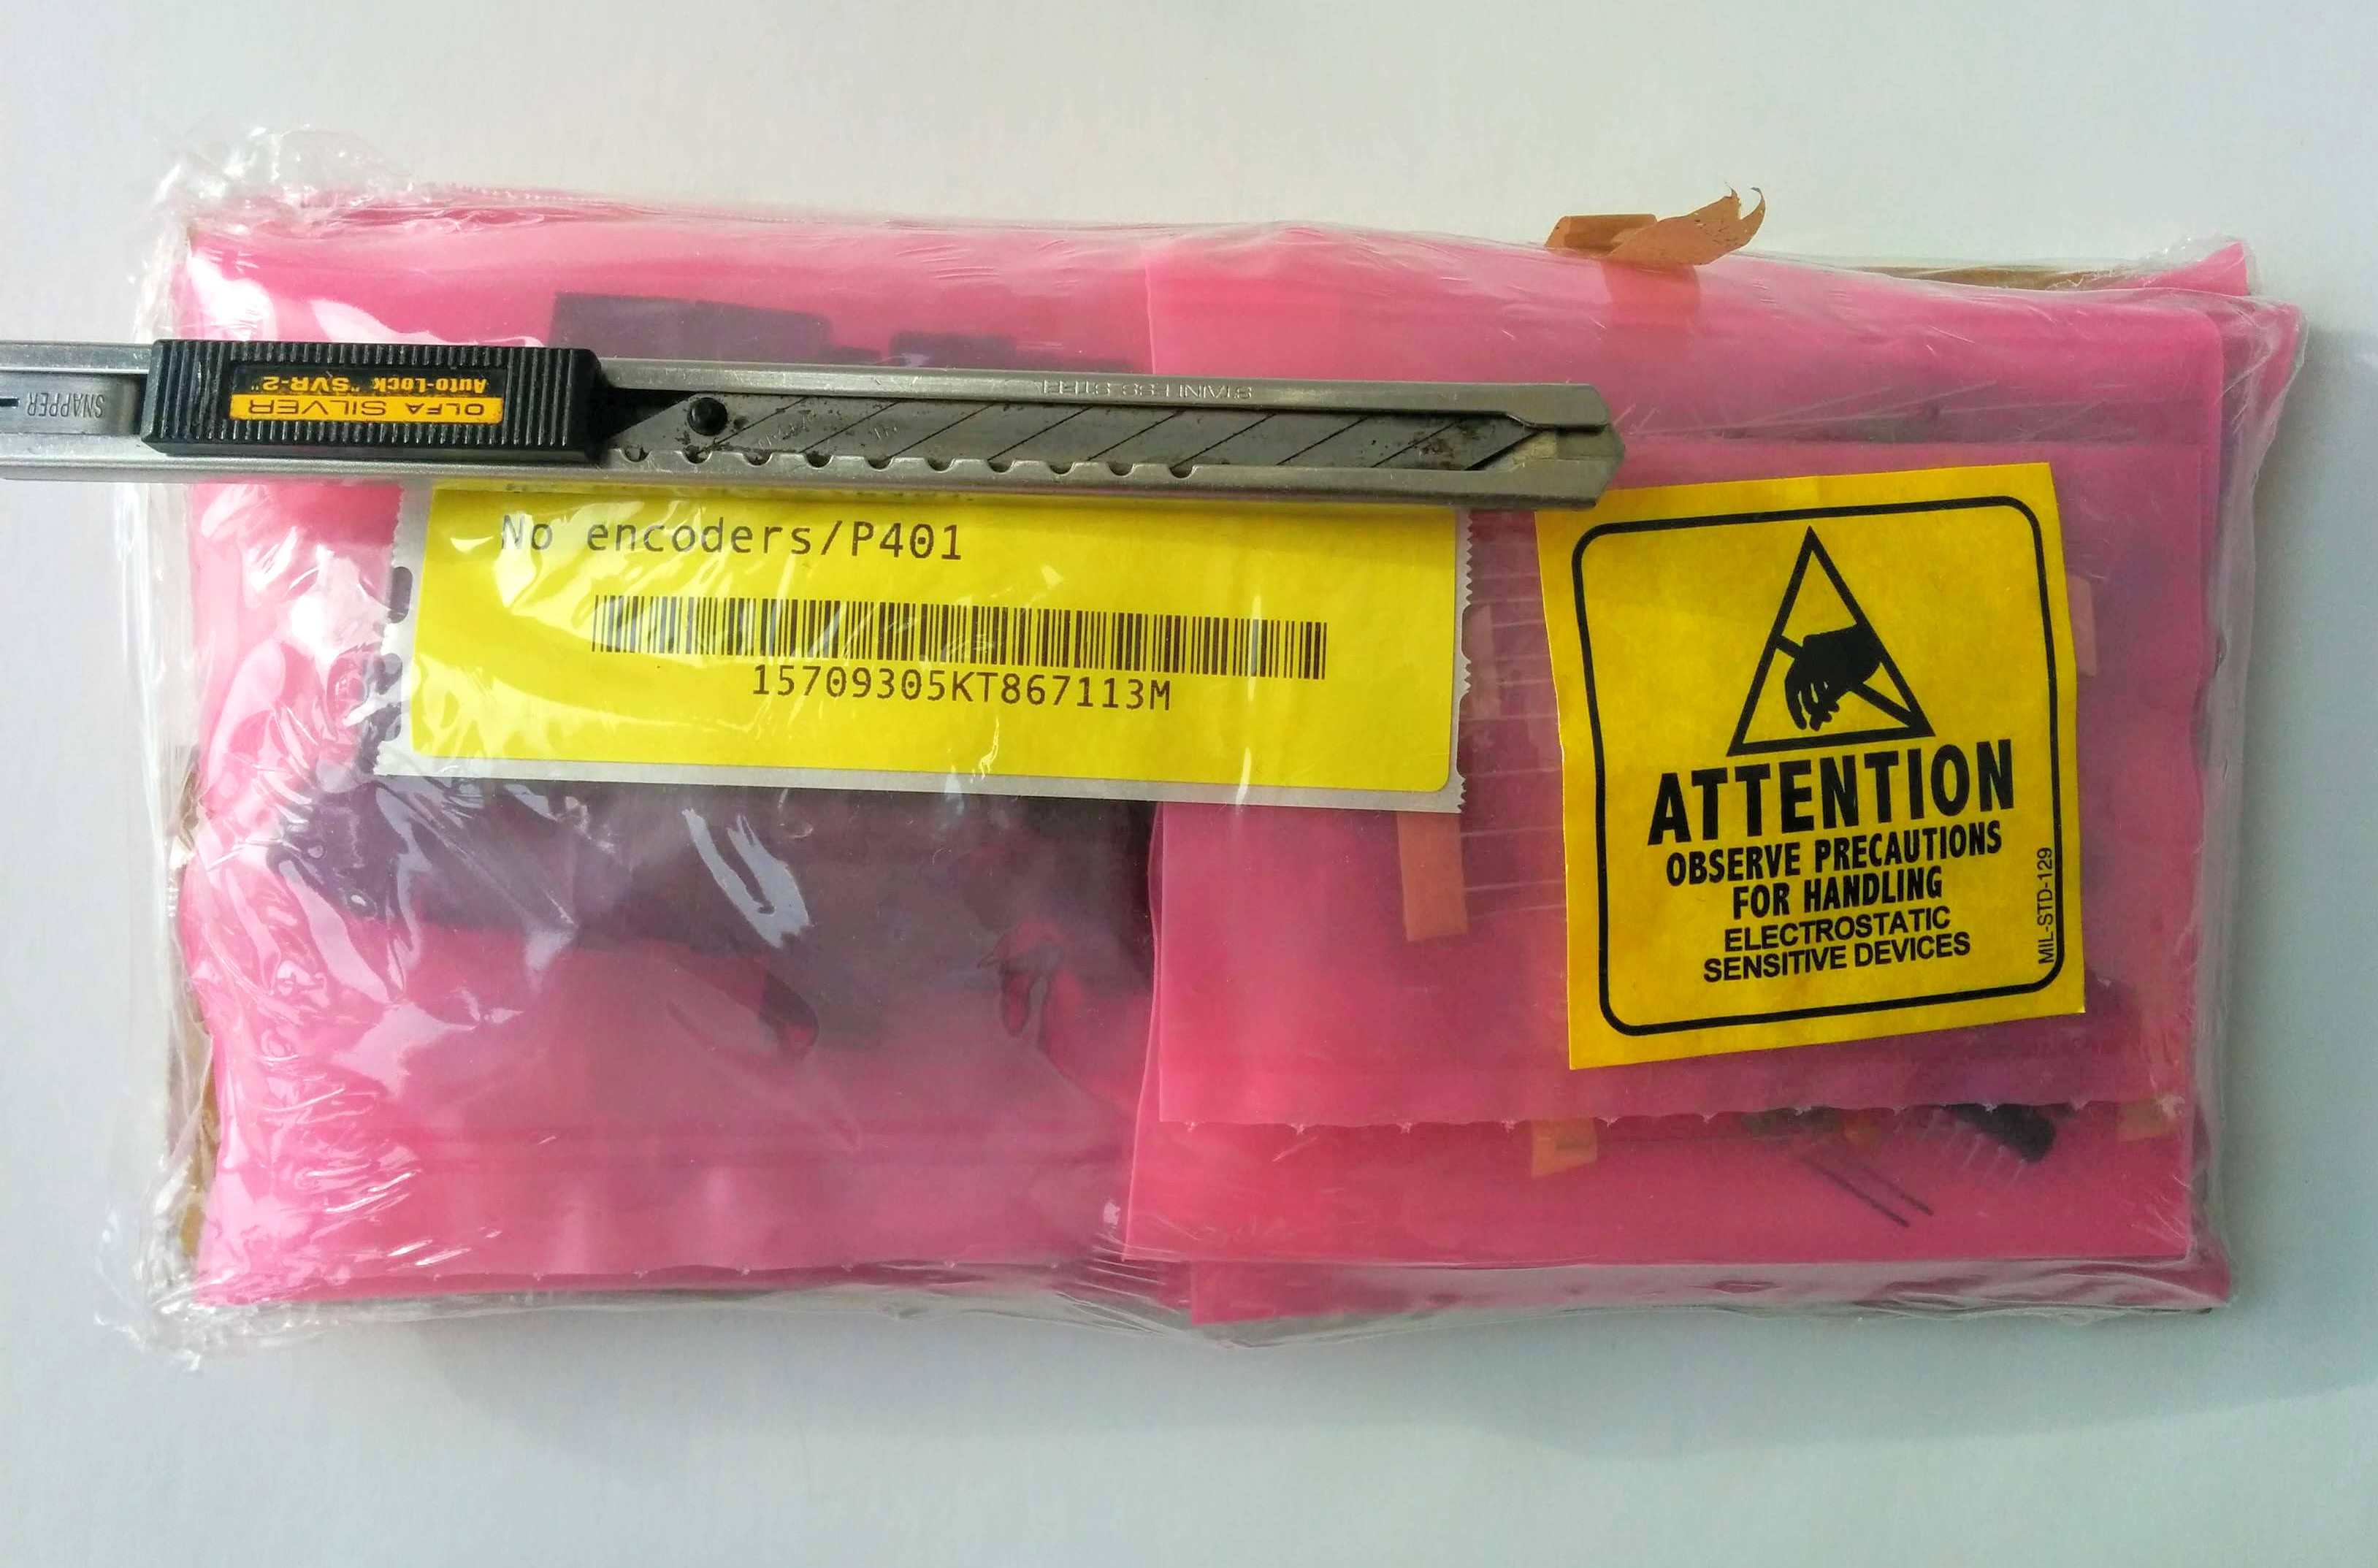 SNAPPER
OLFA SILVER
Auto-Lock "SVR-2"
STAINLESS STEEL
No encoders/P401
15709305KT867113M
ATTENTION
OBSERVE PRECAUTIONS
FOR HANDLING
ELECTROSTATIC
SENSITIVE DEVICES
MIL-STD-129